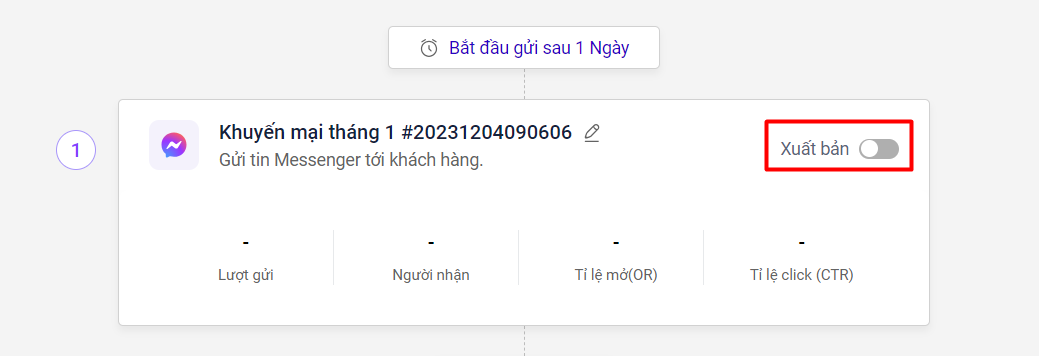 Bắt đầu gửi sau 1 Ngày
1
Khuyến mại tháng 1 #20231204090606
Gửi tin Messenger tới khách hàng.
Xuất bản
- - - -
Lượt gửi Người nhận Tỉ lệ mở(OR) Tỉ lệ click (CTR)